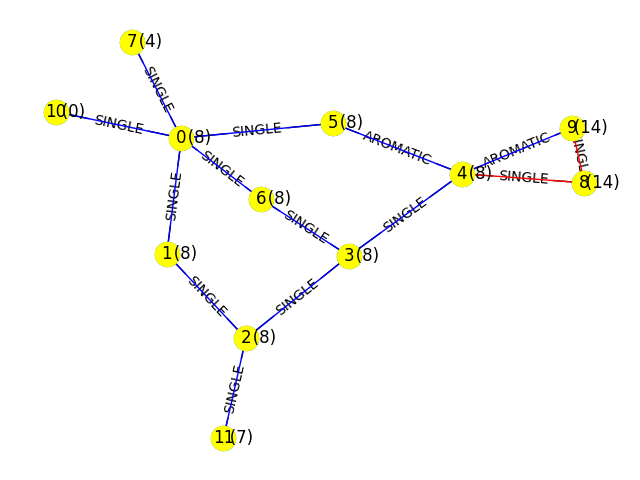 7(4)
SINGLE
10(0)
SINGLE
0(8)
SINGLE
5(8)
AROMATIC
9(14)
AROMATIC
SINGLE
4(8)
SINGLE
8(14)
SINGLE
6(8)
SINGLE
SINGLE
SINGLE
1(8)
3(8)
SINGLE
SINGLE
2(8)
SINGLE
11(7)